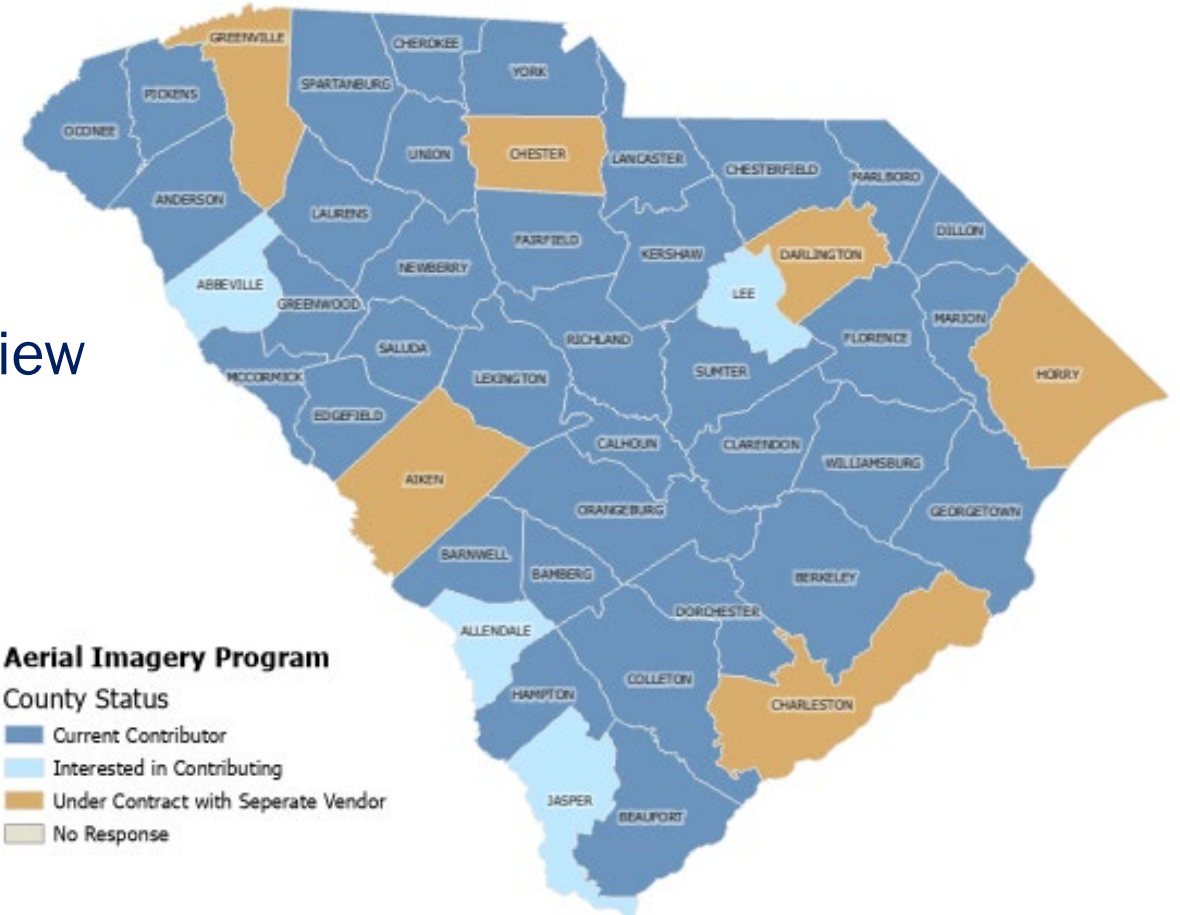 GREENVILLE
CHEROKEE
YORK
SPARTANBURG
PICKENS
OCONEE
UNION
CHESTER
LANCASTER
CHESTERFIELD
MARLBORO
ANDERSON
LAURENS
DILLON
FAIRFIELD
KERSHAW
DARLINGTON
NEWBERRY
ABBEVILLE
LEE
GREENWOOD
MARION
iew
RICHLAND
FLORENCE
SALUDA
SUMTER
HORRY
MCCORMICK
LEXINGTON
EDGEFIELD
CALHOUN
CLARENDON
WILLIAMSBURG
AIKEN
ORANGEBURG
GEORGETOWN
BARNWELL
BAMBERG
BERKELEY
DORCHESTER
ALLENDALE
COLLETON
HAMPTON
CHARLESTON
JASPER
BEAUFORT
Aerial Imagery Program
County Status
Current Contributor
Interested in Contributing
Under Contract with Seperate Vendor
No Response